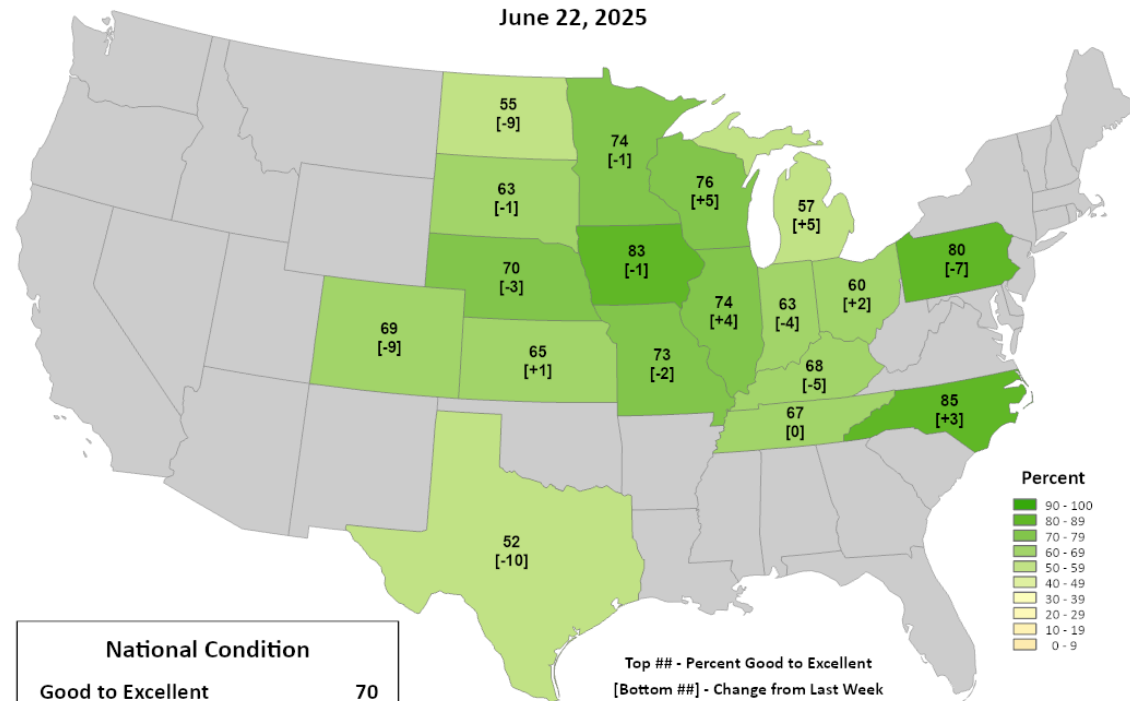 June 22, 2025
55
[-9]
74
[-1]
63
[-1]
76
[+5]
57
[+5]
70
[-3]
83
[-1]
80
[-7]
69
[-9]
65
[+1]
73
[-2]
74
[+4]
63
[-4]
60
[+2]
68
[-5]
67
[0]
85
[+3]
52
[-10]
Percent
90 - 100
80 - 89
70 - 79
60 - 69
50 - 59
40 - 49
30 - 39
20 - 29
10 - 19
0 - 9
National Condition
Good to Excellent 70
Top ## - Percent Good to Excellent
[Bottom ##] - Change from Last Week